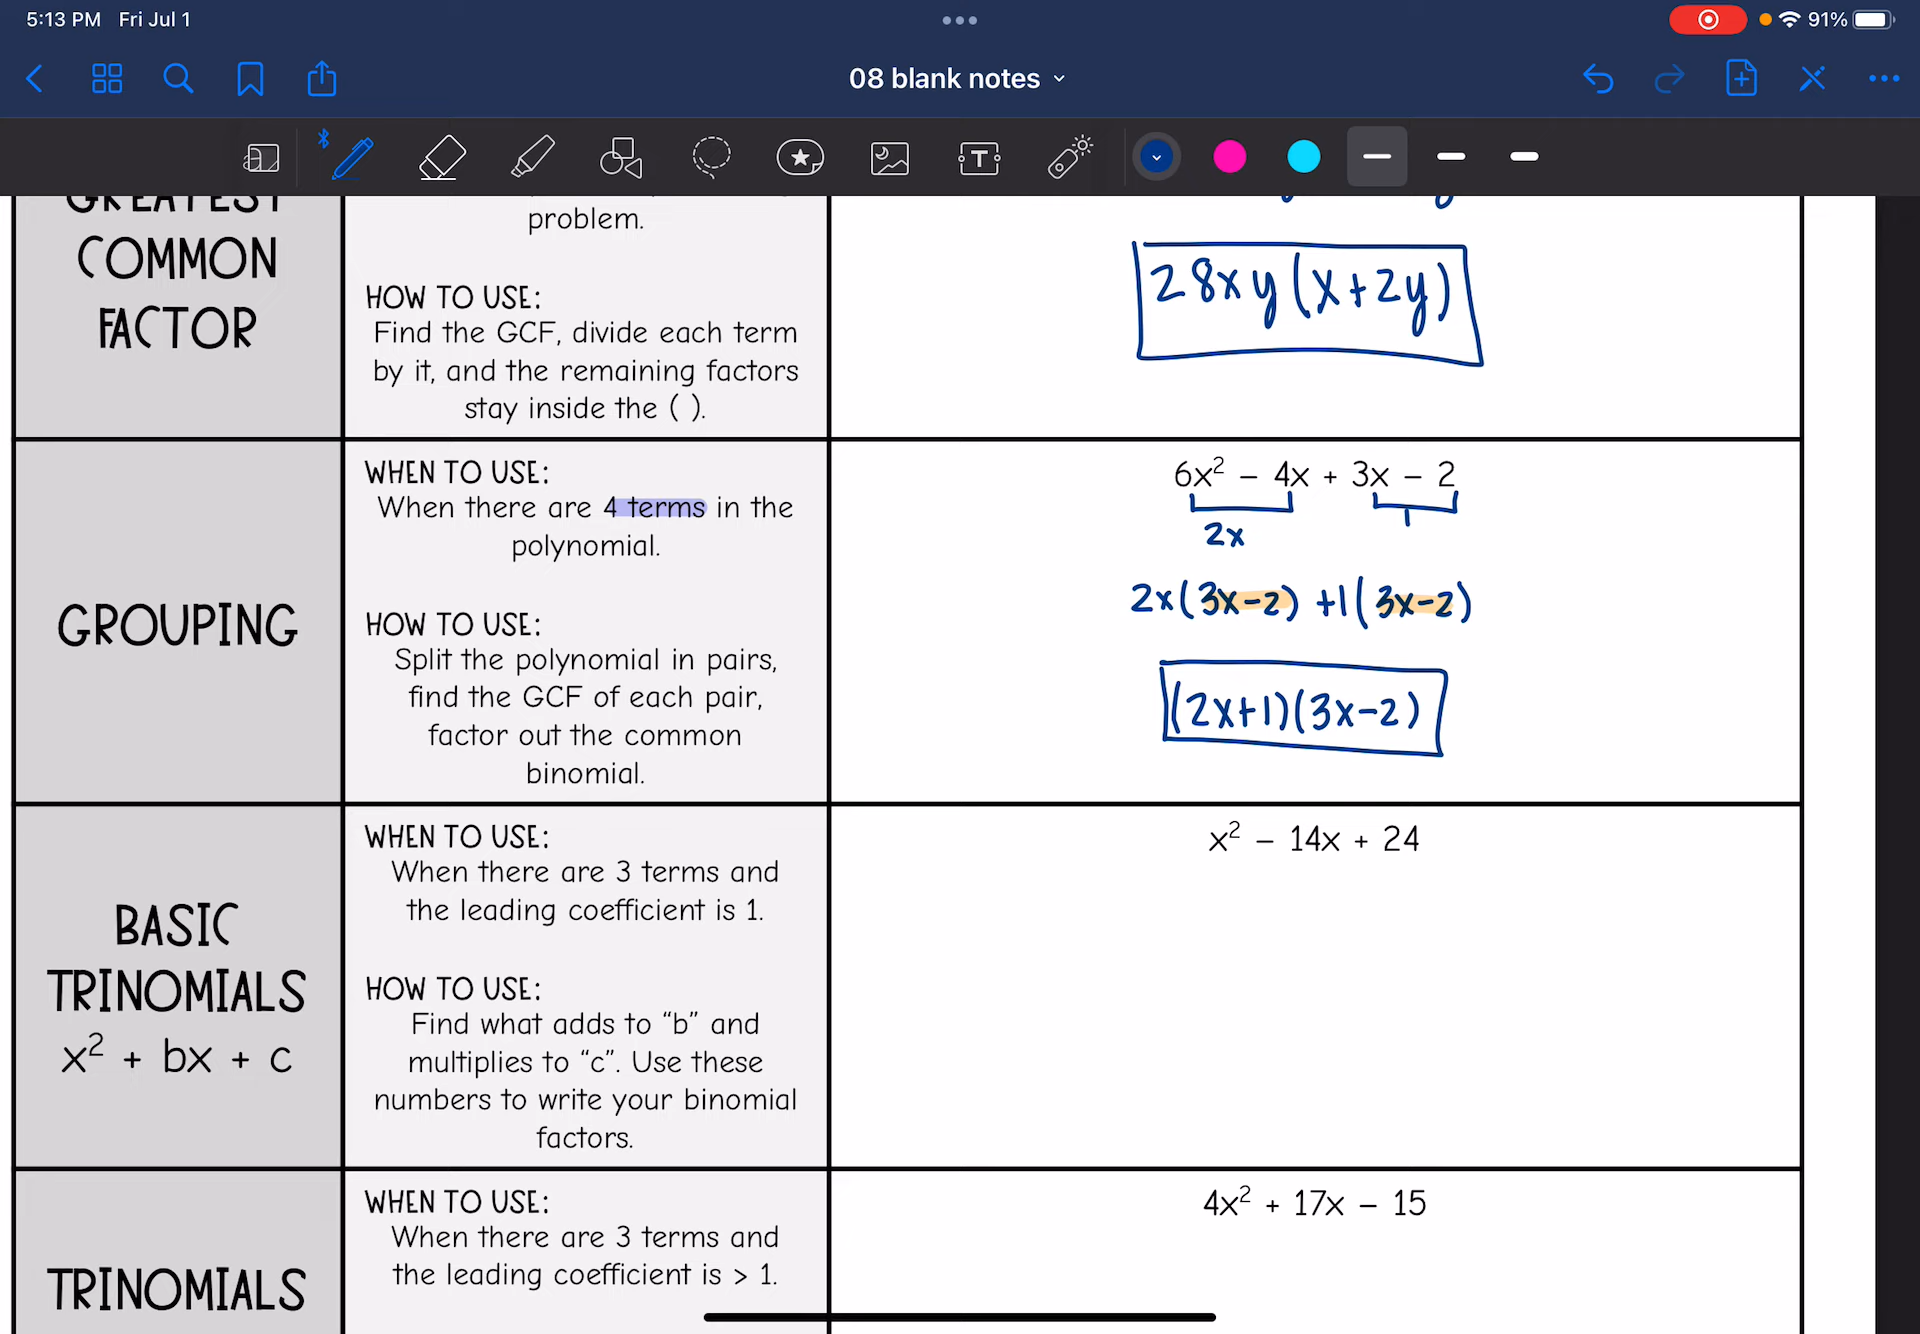 5:13 PM Fri Jul 1
91%
08 blank notes
T
GREATEST
COMMON
FACTOR
problem.
HOW TO USE:
Find the GCF, divide each term
by it, and the remaining factors
stay inside the ( ).
28xy(x+2y)
GROUPING
WHEN TO USE:
When there are 4 terms in the
polynomial.
HOW TO USE:
Split the polynomial in pairs,
find the GCF of each pair,
factor out the common
binomial.
6x² − 4x + 3x − 2
2x 1
2x(3x−2) +1(3x−2)
(2x+1)(3x−2)
BASIC
TRINOMIALS
x² + bx + c
WHEN TO USE:
When there are 3 terms and
the leading coefficient is 1.
HOW TO USE:
Find what adds to “b” and
multiplies to “c”. Use these
numbers to write your binomial
factors.
x² − 14x + 24
TRINOMIALS
WHEN TO USE:
When there are 3 terms and
the leading coefficient is > 1.
4x² + 17x − 15